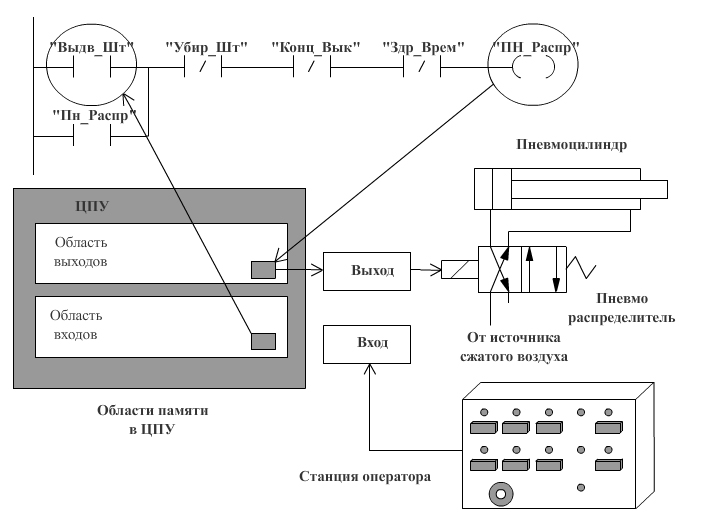 "Выдв_Шт" "Убир_Шт" "Конц_Вык" "Здр_Врем" "ПН_Распр"
"Пн_Распр"
Пневмоцилиндр
ЦПУ
Область
выходов
Выход
Область
входов
Вход
Пневмо
распределитель
От источника
сжатого воздуха
Области памяти
в ЦПУ
Станция оператора